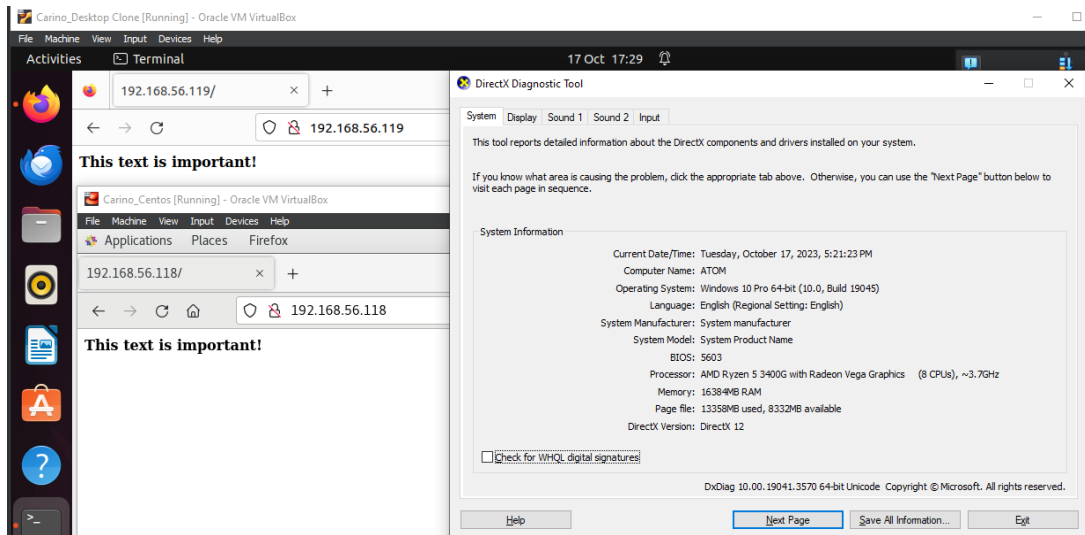 Carino_Desktop Clone [Running] - Oracle VM VirtualBox
File Machine View Input Devices Help
Activities Terminal 17 Oct 17:29
192.168.56.119/
192.168.56.119
This text is important!
Carino_Centos [Running] - Oracle VM VirtualBox
File Machine View Input Devices Help
Applications Places Firefox
192.168.56.118/
192.168.56.118
This text is important!
DirectX Diagnostic Tool
System Display Sound 1 Sound 2 Input
This tool reports detailed information about the DirectX components and drivers installed on your system.
If you know what area is causing the problem, click the appropriate tab above. Otherwise, you can use the "Next Page" button below to
visit each page in sequence.
System Information
Current Date/Time: Tuesday, October 17, 2023, 5:21:23 PM
Computer Name: ATOM
Operating System: Windows 10 Pro 64-bit (10.0, Build 19045)
Language: English (Regional Setting: English)
System Manufacturer: System manufacturer
System Model: System Product Name
BIOS: 5603
Processor: AMD Ryzen 5 3400G with Radeon Vega Graphics (8 CPUs), ~3.7GHz
Memory: 16384MB RAM
Page file: 13358MB used, 8332MB available
DirectX Version: DirectX 12
Check for WHQL digital signatures
DxDiag 10.00.19041.3570 64-bit Unicode Copyright © Microsoft. All rights reserved.
Help Next Page Save All Information... Exit